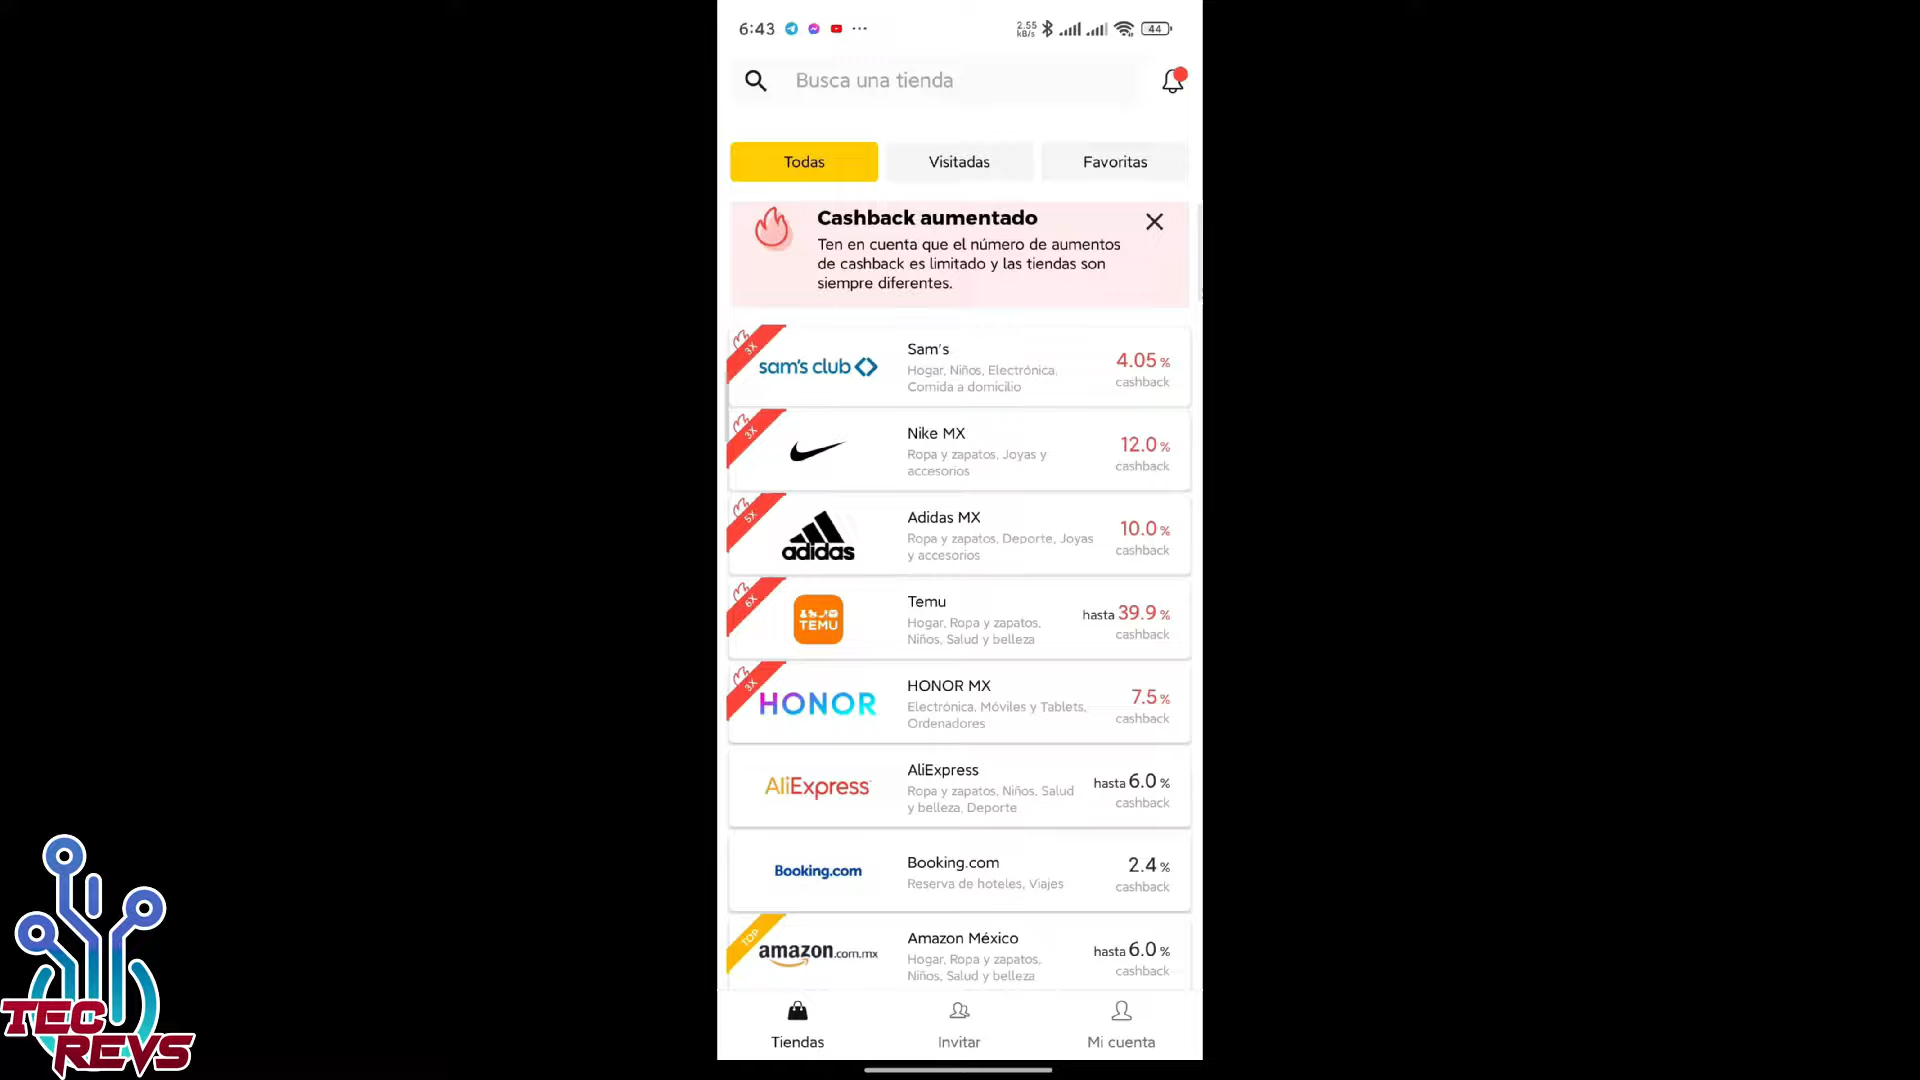 6:43
2.55
kB/s
44
Busca una tienda
Todas
Visitadas
Favoritas
Cashback aumentado
Ten en cuenta que el número de aumentos
de cashback es limitado y las tiendas son
siempre diferentes.
3X
sam's club
Sam's
Hogar, Niños, Electrónica,
Comida a domicilio
4.05 %
cashback
3X
Nike MX
Ropa y zapatos, Joyas y
accesorios
12.0 %
cashback
5X
adidas
Adidas MX
Ropa y zapatos, Deporte, Joyas
y accesorios
10.0 %
cashback
6X
TEMU
Temu
Hogar, Ropa y zapatos,
Niños, Salud y belleza
hasta 39.9 %
cashback
3X
HONOR
HONOR MX
Electrónica, Móviles y Tablets,
Ordenadores
7.5 %
cashback
AliExpress
AliExpress
Ropa y zapatos, Niños, Salud
y belleza, Deporte
hasta 6.0 %
cashback
Booking.com
Booking.com
Reserva de hoteles, Viajes
2.4 %
cashback
TOP
amazon.com.mx
Amazon México
Hogar, Ropa y zapatos,
Niños, Salud y belleza
hasta 6.0 %
cashback
Tiendas
Invitar
Mi cuenta
TEC
REVS